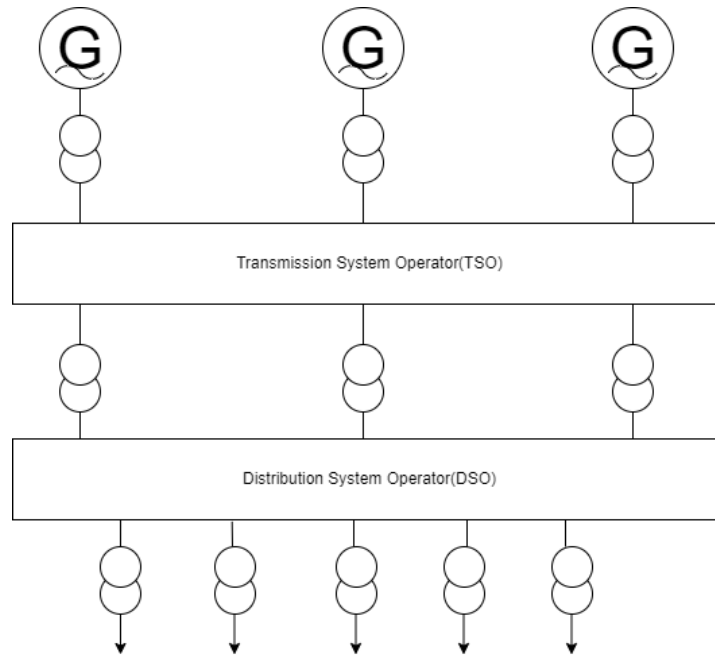 G G G
Transmission System Operator(TSO)
Distribution System Operator(DSO)